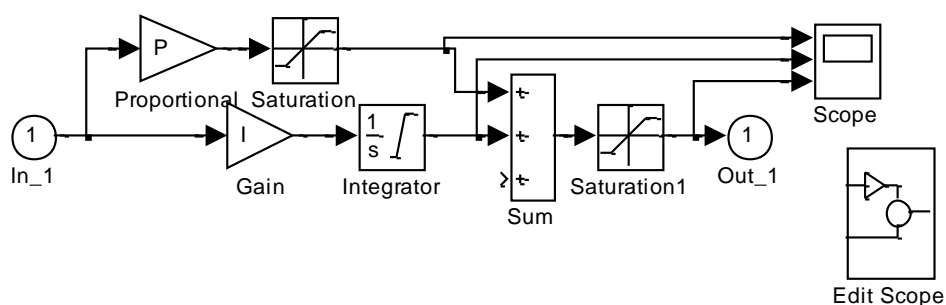 P
Proportional
Saturation
Scope
1
In_1
I
Gain
1
s
Integrator
+
+
+
Sum
Saturation1
1
Out_1
Edit Scope